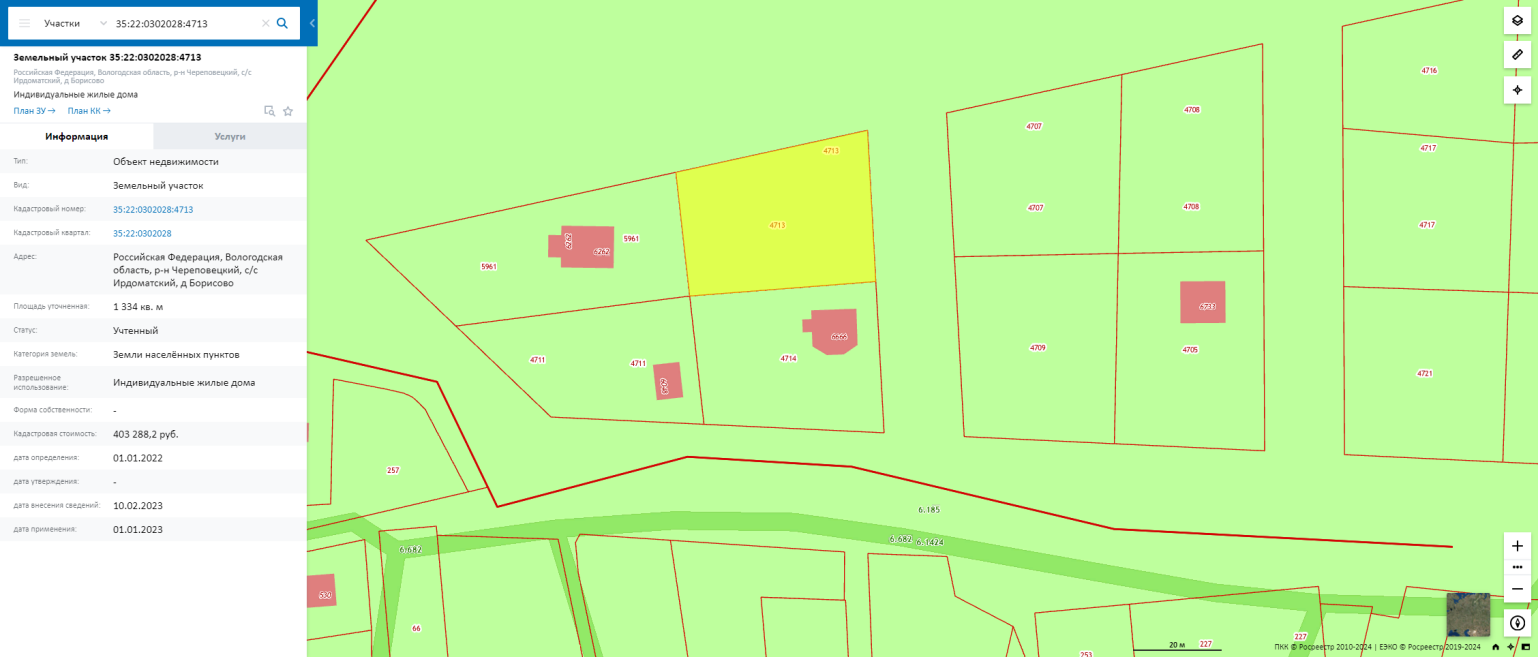 Участки
35:22:0302028:4713
Земельный участок 35:22:0302028:4713
Российская Федерация, Вологодская область, р-н Череповецкий, с/с
Ирдоматский, д Борисово
Индивидуальные жилые дома
План ЗУ →
План КК →
Информация
Услуги
Тип:
Объект недвижимости
Вид:
Земельный участок
Кадастровый номер:
35:22:0302028:4713
Кадастровый квартал:
35:22:0302028
Адрес:
Российская Федерация, Вологодская
область, р-н Череповецкий, с/с
Ирдоматский, д Борисово
Площадь уточненная:
1 334 кв. м
Статус:
Учтенный
Категория земель:
Земли населённых пунктов
Разрешенное
использование:
Индивидуальные жилые дома
Форма собственности:
-
Кадастровая стоимость:
403 288,2 руб.
дата определения:
01.01.2022
дата утверждения:
-
дата внесения сведений:
10.02.2023
дата применения:
01.01.2023
4716
4708
4707
4713
4717
4707
4708
4713
4717
5961
6262
6267
5961
6733
6666
4709
4705
4714
4711
4711
4721
257
6.185
6.682
6.1424
6.682
530
66
227
227
253
20 м
ПКК © Росреестр 2010-2024 | ЕЭКО © Росреестр 2019-2024